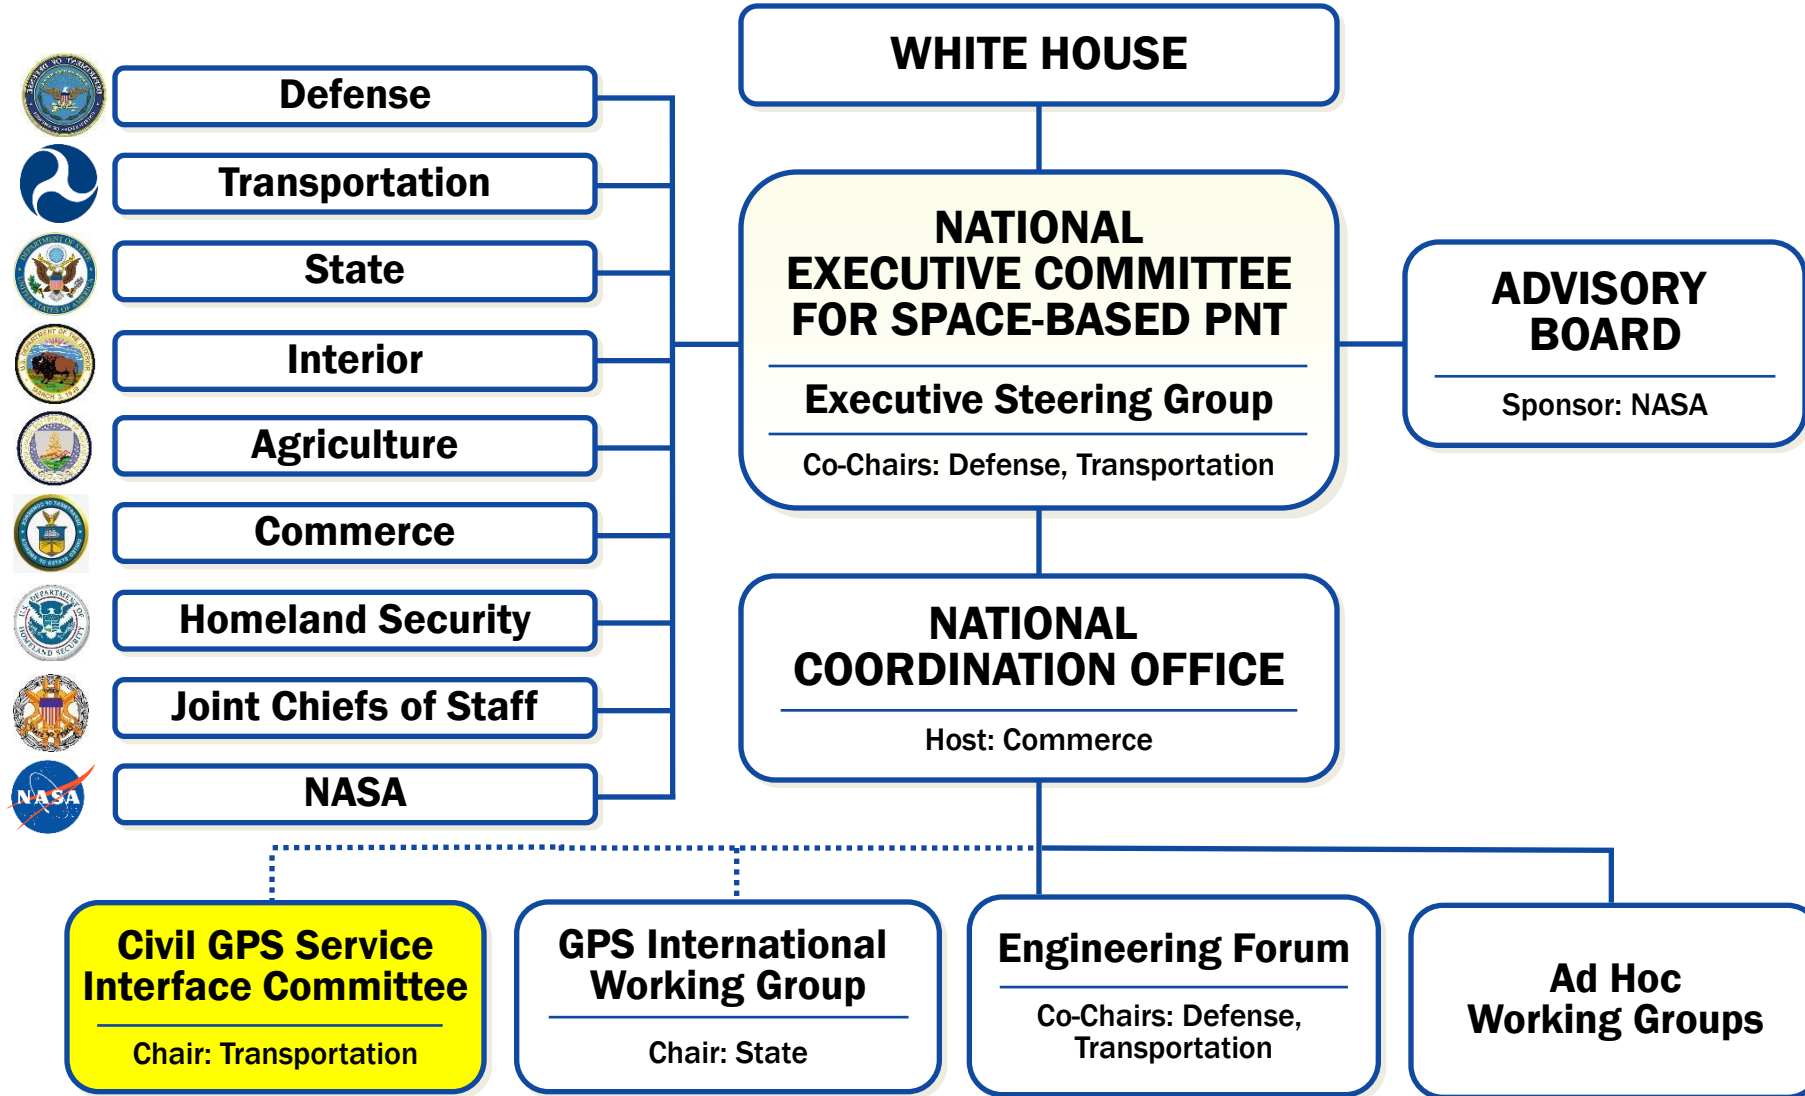 WHITE HOUSE
Defense
Transportation
State
Interior
Agriculture
Commerce
Homeland Security
Joint Chiefs of Staff
NASA
NASA
NATIONAL
EXECUTIVE COMMITTEE
FOR SPACE-BASED PNT
Executive Steering Group
Co-Chairs: Defense, Transportation
ADVISORY
BOARD
Sponsor: NASA
NATIONAL
COORDINATION OFFICE
Host: Commerce
Civil GPS Service
Interface Committee
Chair: Transportation
GPS International
Working Group
Chair: State
Engineering Forum
Co-Chairs: Defense,
Transportation
Ad Hoc
Working Groups